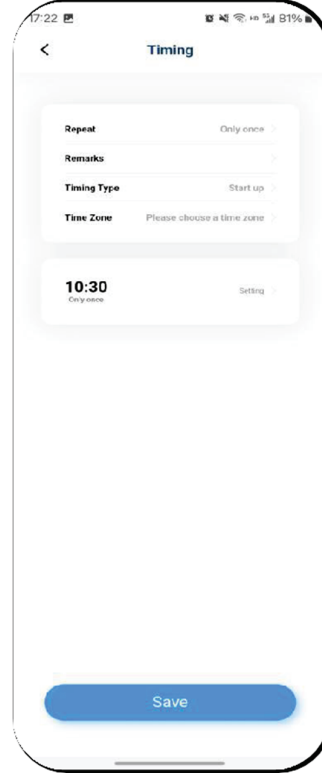 17:22 81%
Timing
Repeat Only once
Remarks
Timing Type Start up
Time Zone Please choose a time zone
10:30 Setting
Only once
Save